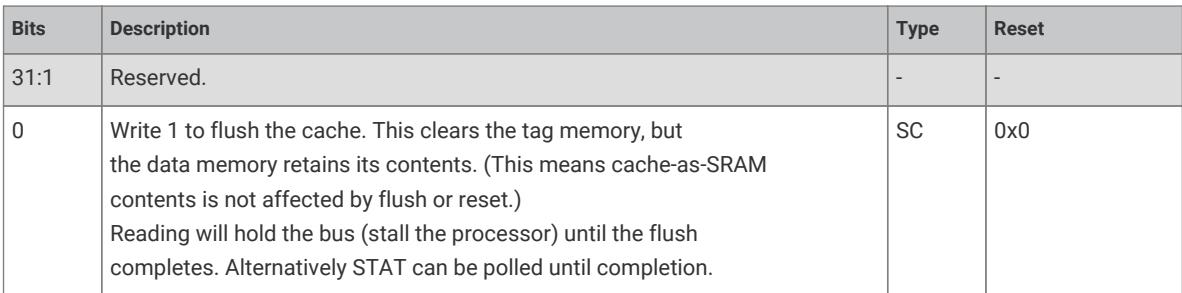 Bits Description Type Reset
31:1 Reserved. - -
0 Write 1 to flush the cache. This clears the tag memory, but SC 0x0
the data memory retains its contents. (This means cache-as-SRAM
contents is not affected by flush or reset.)
Reading will hold the bus (stall the processor) until the flush
completes. Alternatively STAT can be polled until completion.